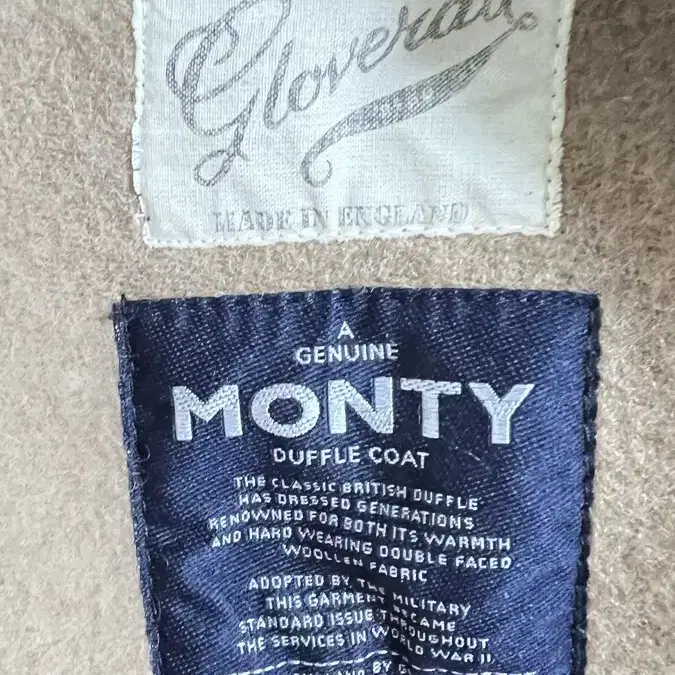 Gloverall
MADE IN ENGLAND
A
GENUINE
MONTY
DUFFLE COAT
THE CLASSIC BRITISH DUFFLE
HAS DRESSED GENERATIONS
RENOWNED FOR BOTH ITS WARMTH
AND HARD WEARING DOUBLE FACED
WOOLLEN FABRIC
ADOPTED BY THE MILITARY
THIS GARMENT BECAME
STANDARD ISSUE THROUGHOUT
THE SERVICES IN WORLD WAR II
BY